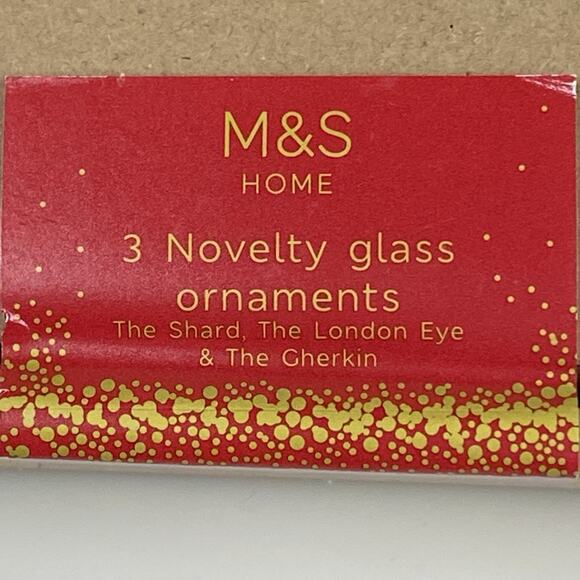 M&S
HOME
3 Novelty glass
ornaments
The Shard, The London Eye
& The Gherkin